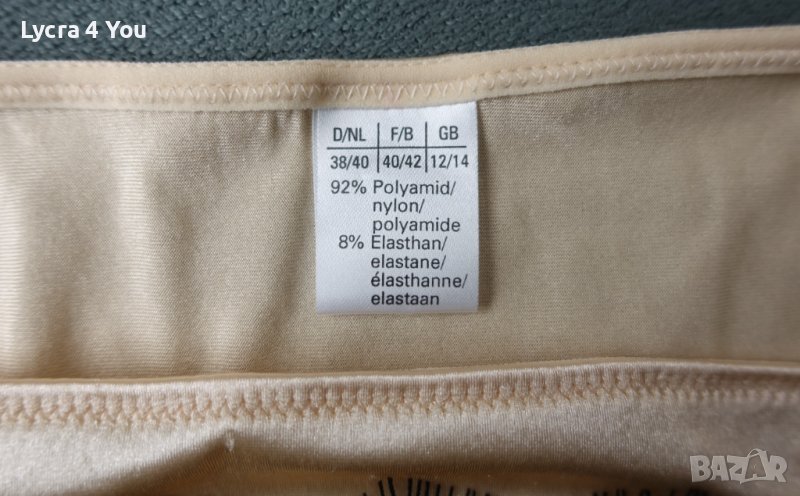 Lycra 4 You
D/NL F/B GB
38/40 40/42 12/14
92% Polyamid/
nylon/
polyamide
8% Elasthan/
elastane/
élasthanne/
elastaan
BAZAR